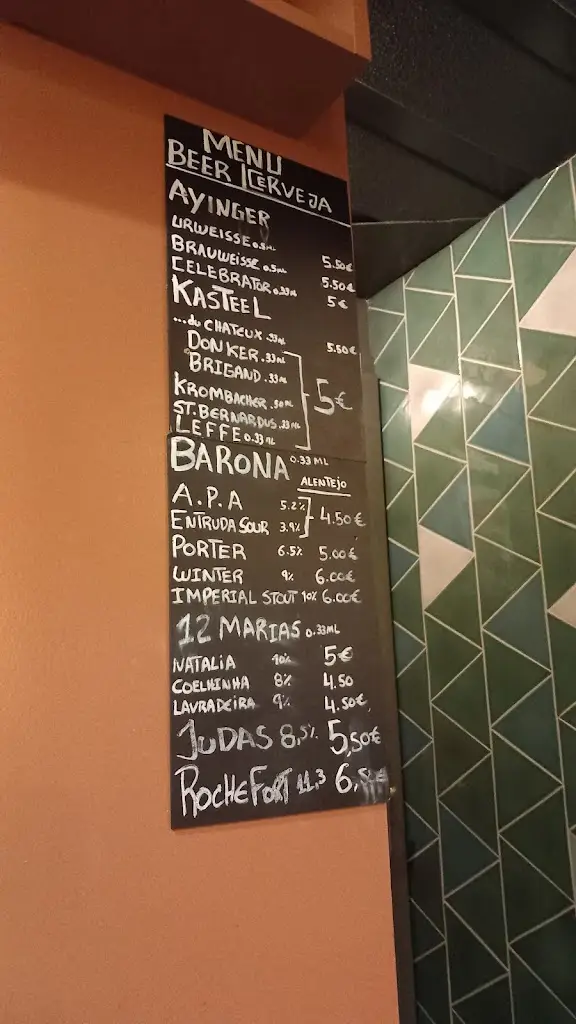 MENU
BEER | CERVEJA
AYINGER
URWEISSE 0.5ML 5.50€
BRAUWEISSE 0.5ML 5.50€
CELEBRATOR 0.33ML 5€
KASTEEL
...du CHATEUX .33ML 5.50€
DONKER .33ML
BRIGAND .33ML
KROMBACHER .50ML 5€
ST.BERNARDUS .33ML
LEFFE 0.33ML
BARONA 0.33ML
ALENTEJO
A.P.A 5.2%
ENTRUDA SOUR 3.9% 4.50€
PORTER 6.5% 5.00€
WINTER 9% 6.00€
IMPERIAL STOUT 10% 6.00€
12 MARIAS 0.33ML
NATALIA 10% 5€
COELHINHA 8% 4.50
LAVRADEIRA 9% 4.50€
JUDAS 8,5% 5,50€
ROCHEFORT 11,3